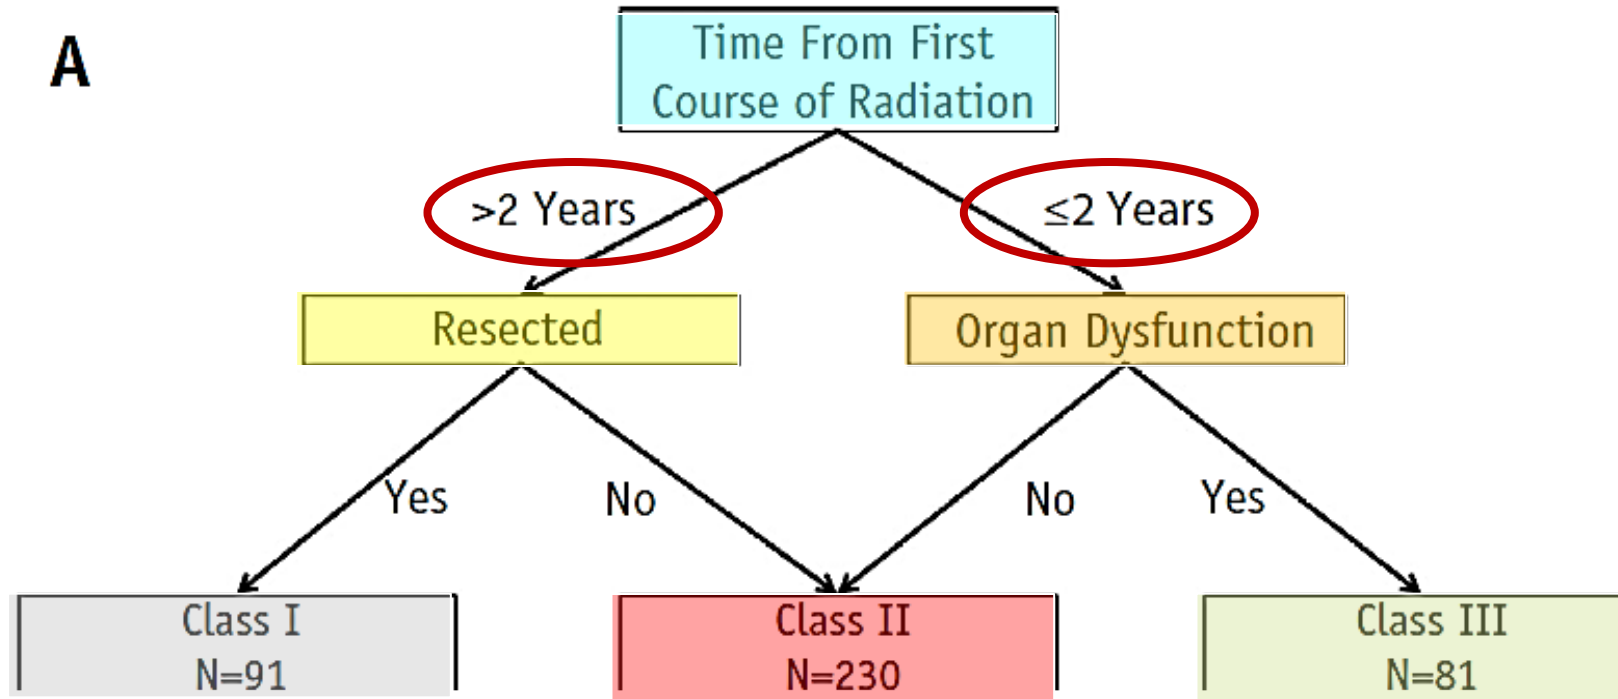 A
Time From First
Course of Radiation
>2 Years
≤2 Years
Resected
Organ Dysfunction
Yes
No
No
Yes
Class I
N=91
Class II
N=230
Class III
N=81